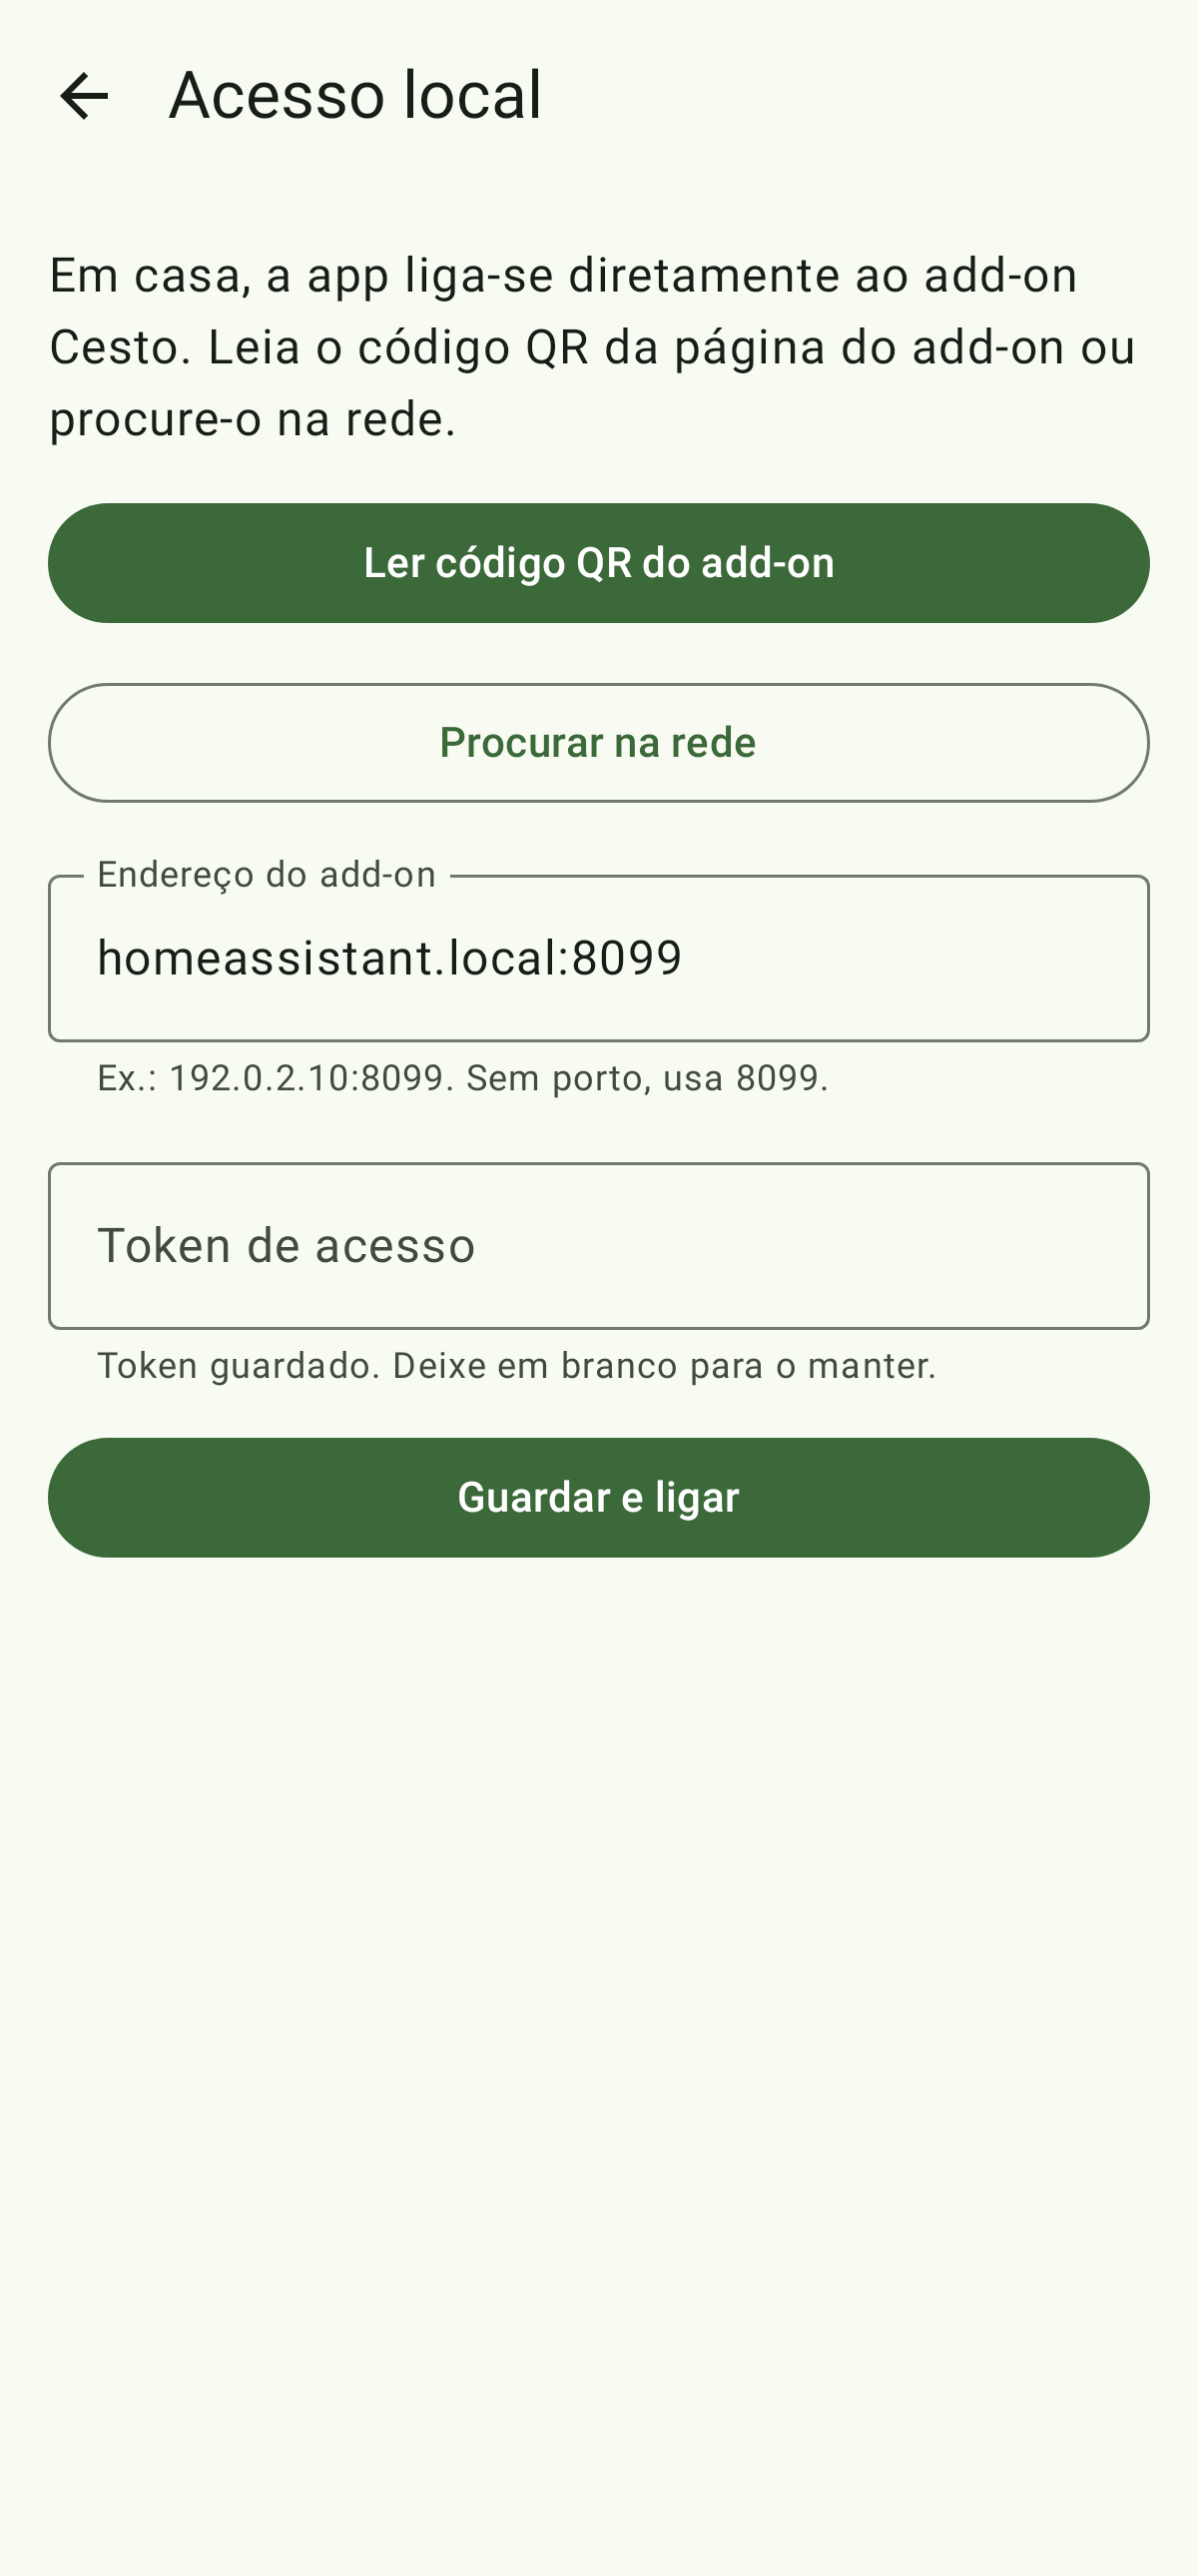 Acesso local
Em casa, a app liga-se diretamente ao add-on
Cesto. Leia o código QR da página do add-on ou
procure-o na rede.
Ler código QR do add-on
Procurar na rede
Endereço do add-on
homeassistant.local:8099
Ex.: 192.0.2.10:8099. Sem porto, usa 8099.
Token de acesso
Token guardado. Deixe em branco para o manter.
Guardar e ligar